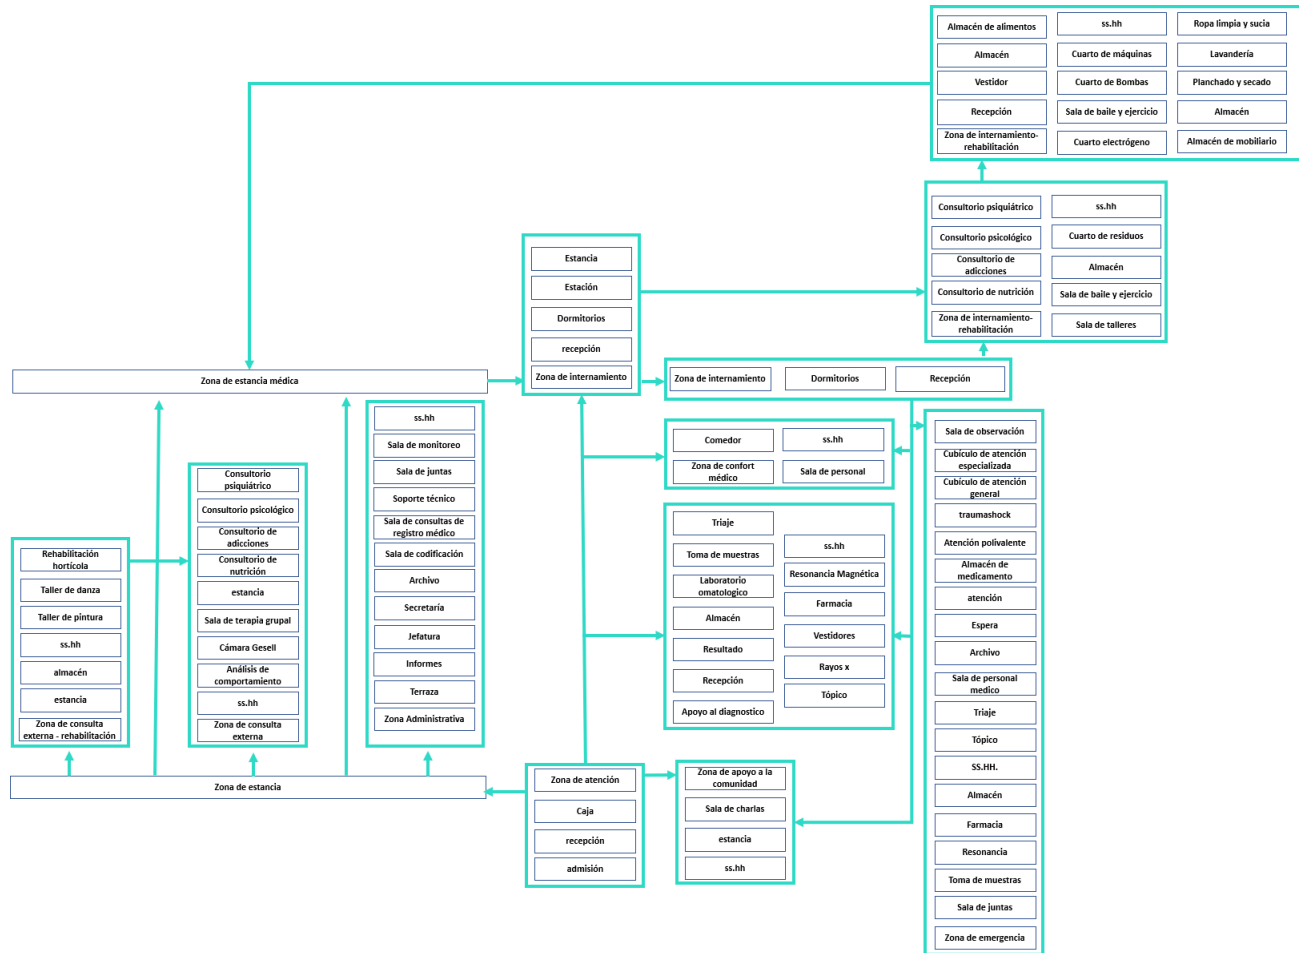 Almacén de alimentos
Almacén
Vestidor
Recepción
Zona de internamiento-
rehabilitación
ss.hh
Cuarto de máquinas
Cuarto de Bombas
Sala de baile y ejercicio
Cuarto electrógeno
Ropa limpia y sucia
Lavandería
Planchado y secado
Almacén
Almacén de mobiliario
Consultorio psiquiátrico
Consultorio psicológico
Consultorio de
adicciones
Consultorio de nutrición
Zona de internamiento-
rehabilitación
ss.hh
Cuarto de residuos
Almacén
Sala de baile y ejercicio
Sala de talleres
Estancia
Estación
Dormitorios
recepción
Zona de internamiento
Zona de estancia médica
Zona de internamiento
Dormitorios
Recepción
Comedor
Zona de confort
médico
ss.hh
Sala de personal
Triaje
Toma de muestras
Laboratorio
omatologico
Almacén
Resultado
Recepción
Apoyo al diagnostico
ss.hh
Resonancia Magnética
Farmacia
Vestidores
Rayos x
Tópico
Sala de observación
Cubículo de atención
especializada
Cubículo de atención
general
traumashock
Atención polivalente
Almacén de
medicamento
atención
Espera
Archivo
Sala de personal
medico
Triaje
Tópico
SS.HH.
Almacén
Farmacia
Resonancia
Toma de muestras
Sala de juntas
Zona de emergencia
ss.hh
Sala de monitoreo
Sala de juntas
Soporte técnico
Sala de consultas de
registro médico
Sala de codificación
Archivo
Secretaría
Jefatura
Informes
Terraza
Zona Administrativa
Consultorio
psiquiátrico
Consultorio psicológico
Consultorio de
adicciones
Consultorio de
nutrición
estancia
Sala de terapia grupal
Cámara Gesell
Análisis de
comportamiento
ss.hh
Zona de consulta
externa
Rehabilitación
hortícola
Taller de danza
Taller de pintura
ss.hh
almacén
estancia
Zona de consulta
externa - rehabilitación
Zona de estancia
Zona de atención
Caja
recepción
admisión
Zona de apoyo a la
comunidad
Sala de charlas
estancia
ss.hh